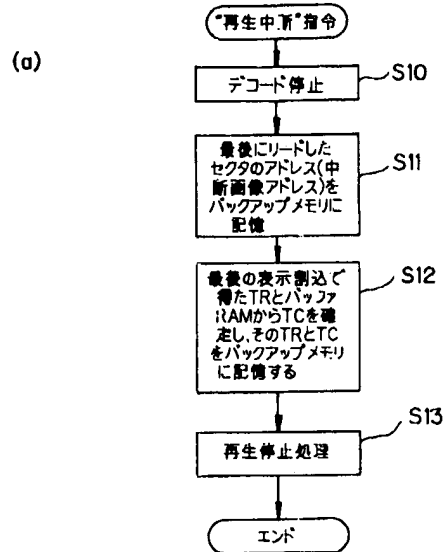 (a)
"再生中断"指令
デコード停止
S10
最後にリードした
セクタのアドレス(中
断画像アドレス)を
バックアップメモリに
記憶
S11
最後の表示割込で
得たTRとバッファ
RAMからTCを確
定し、そのTRとTC
をバックアップメモリ
に記憶する
S12
再生停止処理
S13
エンド